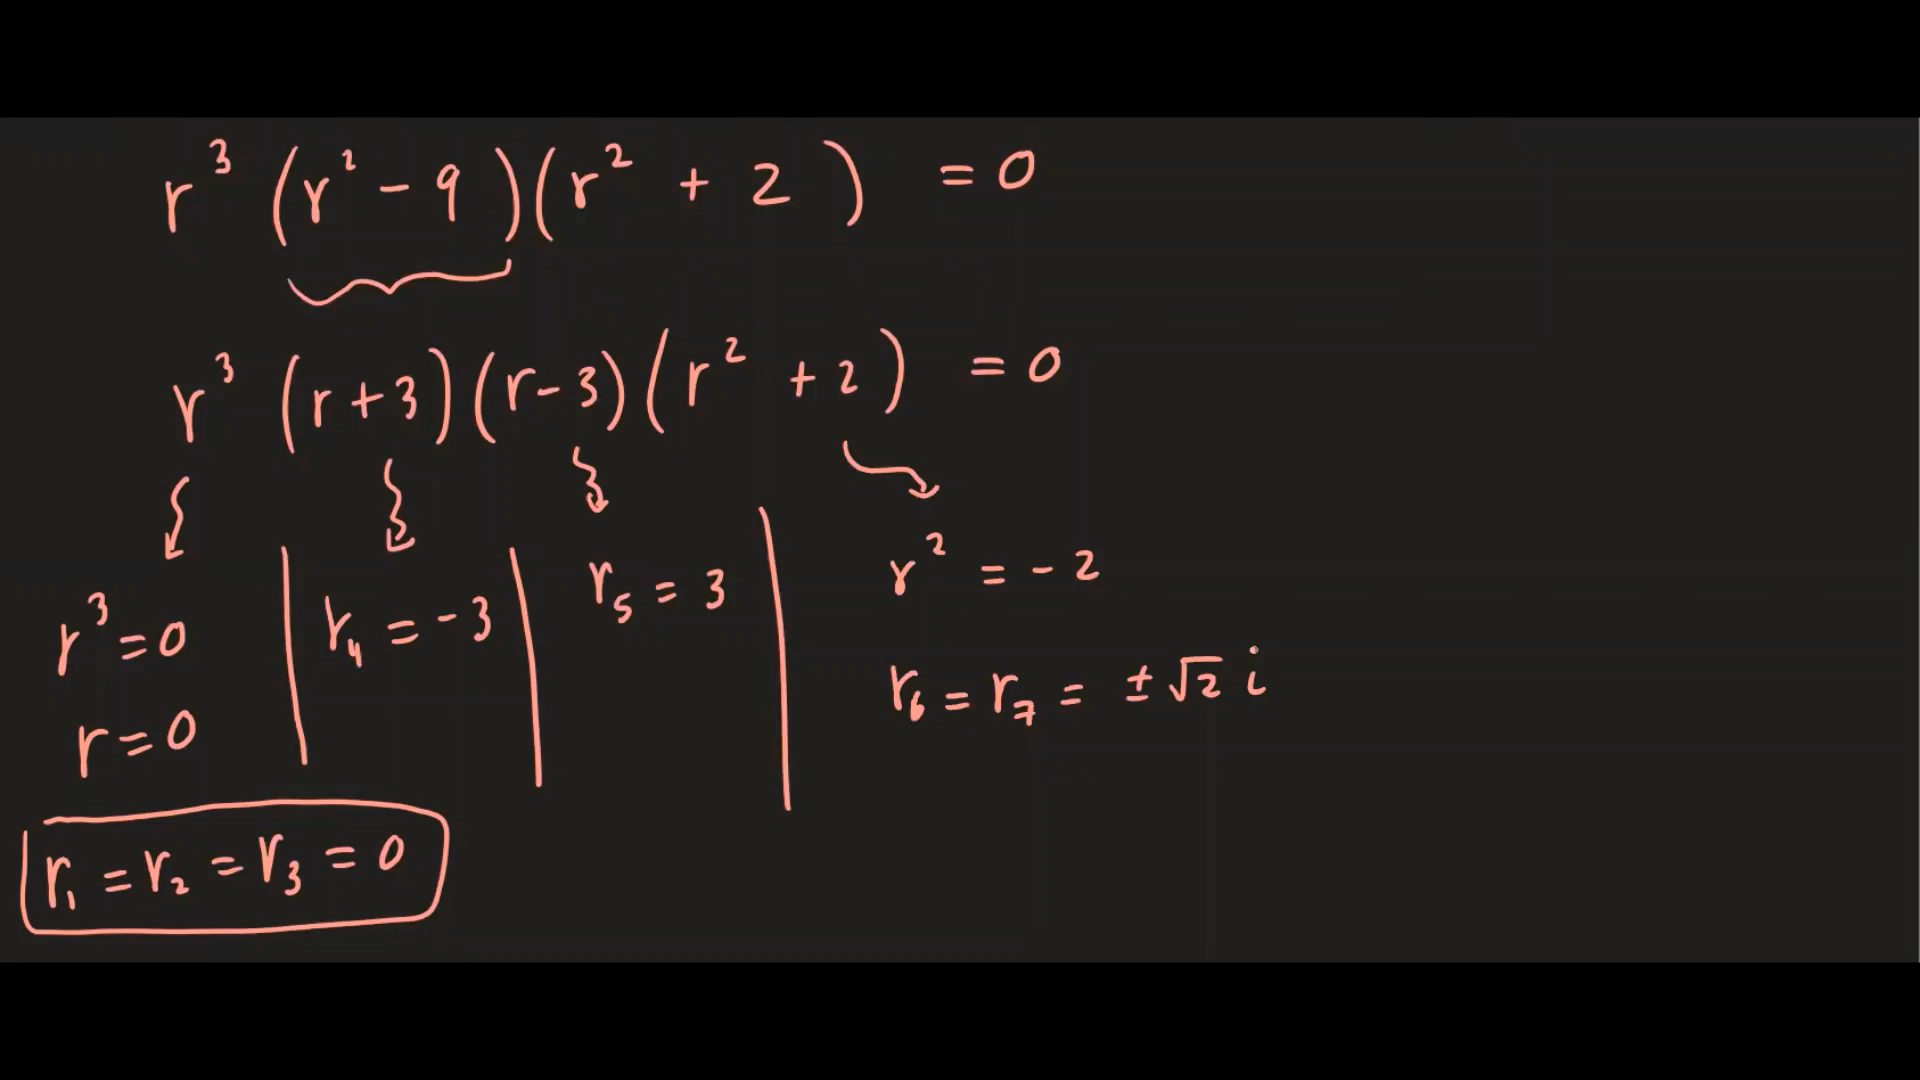 r³ (r² - 9)(r² + 2) = 0
r³ (r+3)(r-3)(r² + 2) = 0
r³ = 0
r = 0
r₁ = r₂ = r₃ = 0
r₄ = -3
r₅ = 3
r² = -2
r₆ = r₇ = ±√2 i